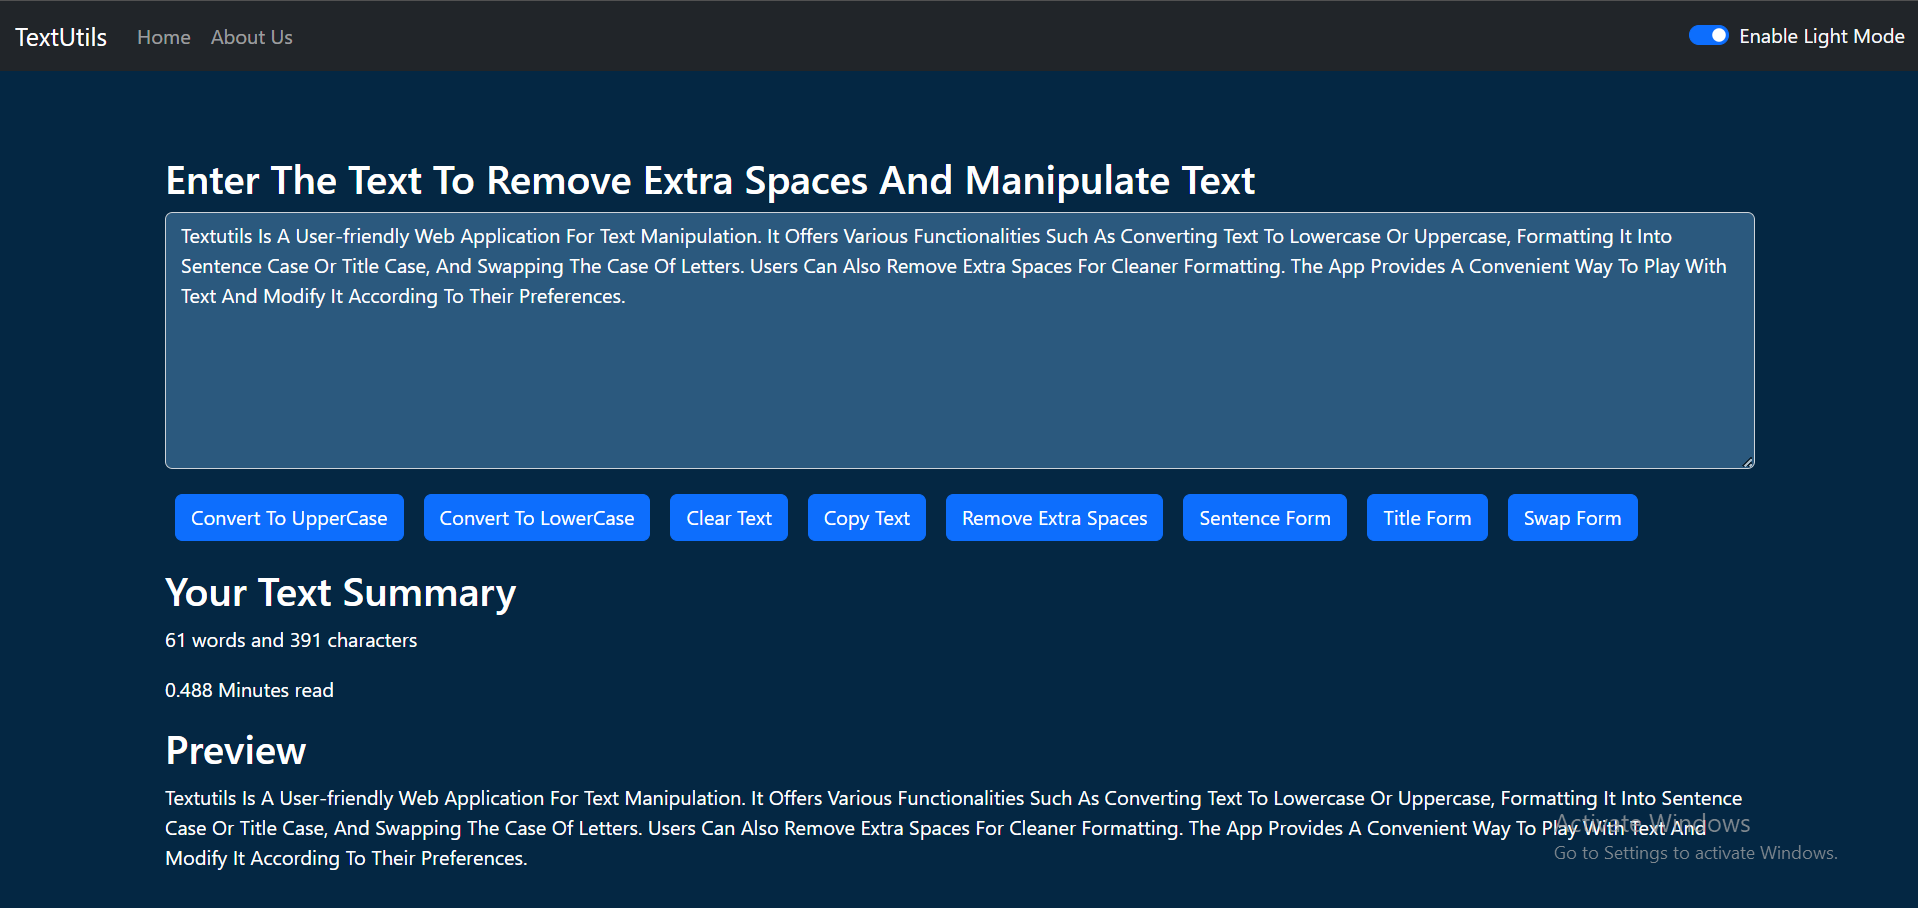 TextUtils Home About Us Enable Light Mode
Enter The Text To Remove Extra Spaces And Manipulate Text
Textutils Is A User-friendly Web Application For Text Manipulation. It Offers Various Functionalities Such As Converting Text To Lowercase Or Uppercase, Formatting It Into
Sentence Case Or Title Case, And Swapping The Case Of Letters. Users Can Also Remove Extra Spaces For Cleaner Formatting. The App Provides A Convenient Way To Play With
Text And Modify It According To Their Preferences.
Convert To UpperCase Convert To LowerCase Clear Text Copy Text Remove Extra Spaces Sentence Form Title Form Swap Form
Your Text Summary
61 words and 391 characters
0.488 Minutes read
Preview
Textutils Is A User-friendly Web Application For Text Manipulation. It Offers Various Functionalities Such As Converting Text To Lowercase Or Uppercase, Formatting It Into Sentence
Case Or Title Case, And Swapping The Case Of Letters. Users Can Also Remove Extra Spaces For Cleaner Formatting. The App Provides A Convenient Way To Play With Text And
Modify It According To Their Preferences.
Activate Windows
Go to Settings to activate Windows.